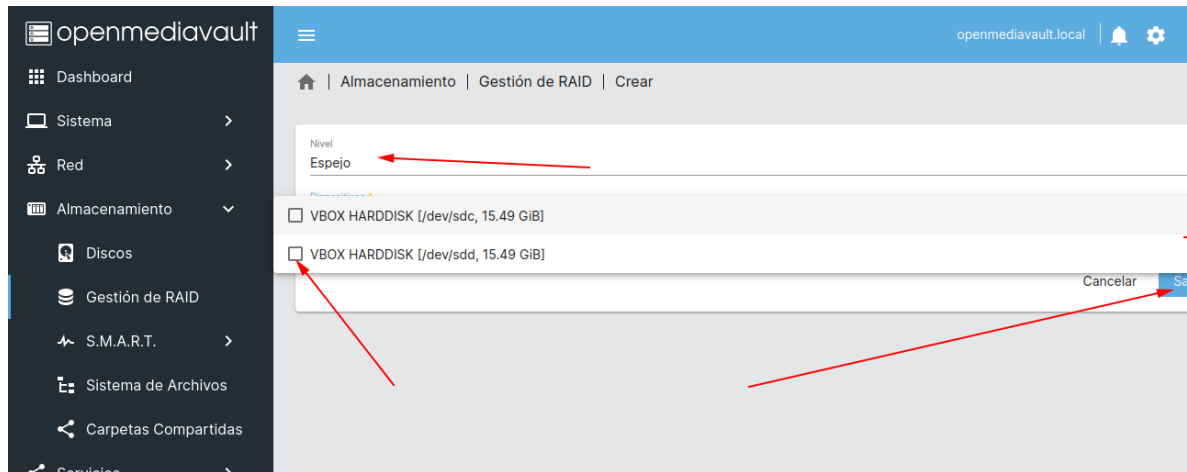 openmediavault
openmediavault.local
Dashboard
Sistema
Red
Almacenamiento
Discos
Gestión de RAID
S.M.A.R.T.
Sistema de Archivos
Carpetas Compartidas
Servicios
Almacenamiento | Gestión de RAID | Crear
Nivel
Espejo
Dispositivos *
VBOX HARDDISK [/dev/sdc, 15.49 GiB]
VBOX HARDDISK [/dev/sdd, 15.49 GiB]
Cancelar